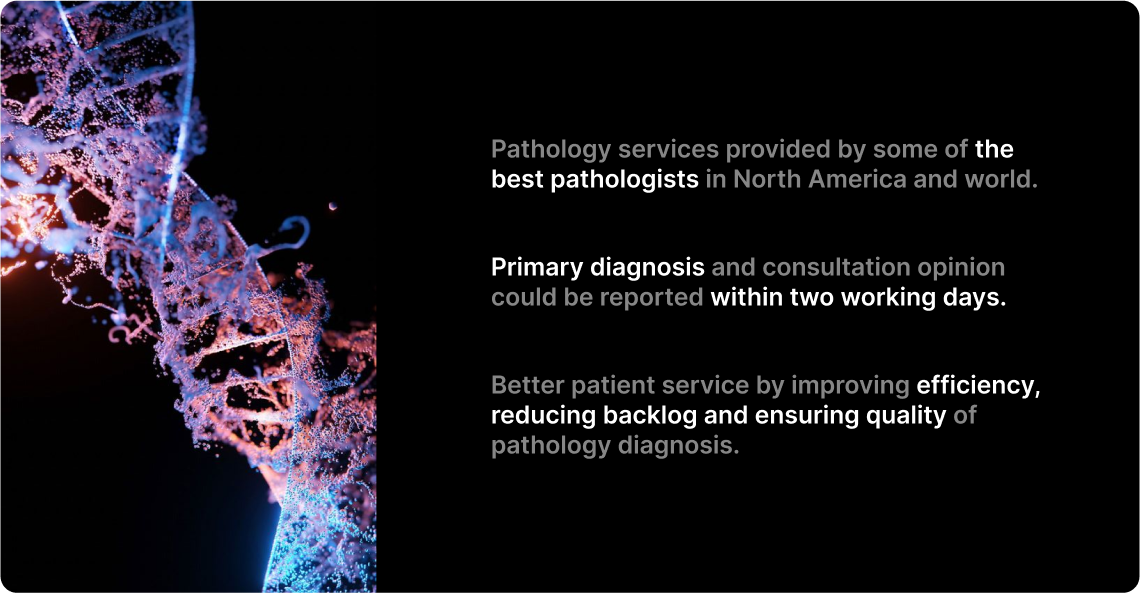 Pathology services provided by some of the
best pathologists in North America and world.
Primary diagnosis and consultation opinion
could be reported within two working days.
Better patient service by improving efficiency,
reducing backlog and ensuring quality of
pathology diagnosis.